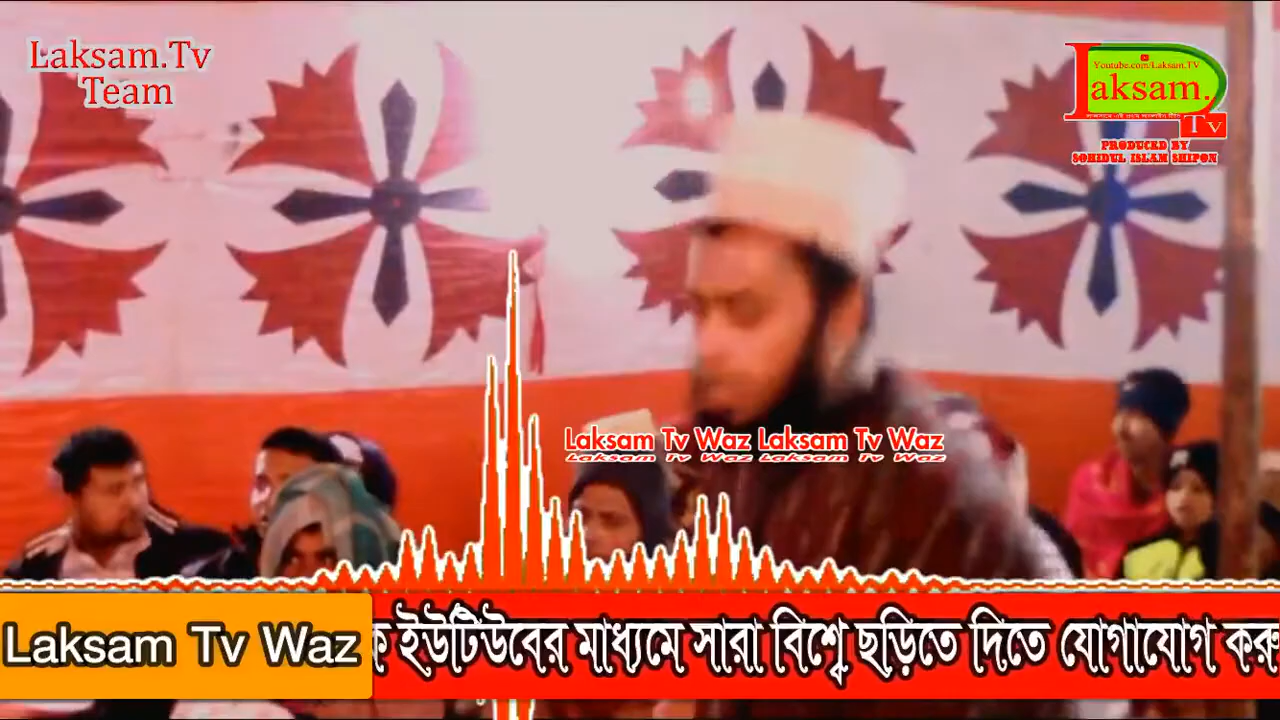 Laksam.Tv
Team
Youtube.com/Laksam.TV
Laksam.
Tv
PRODUCED BY
SOHIDUL ISLAM SHIPON
Laksam Tv Waz Laksam Tv Waz
Laksam Tv Waz Laksam Tv Waz
Laksam Tv Waz
ইউটিউবের মাধ্যমে সারা বিশ্বে ছড়িতে দিতে যোগাযোগ করু